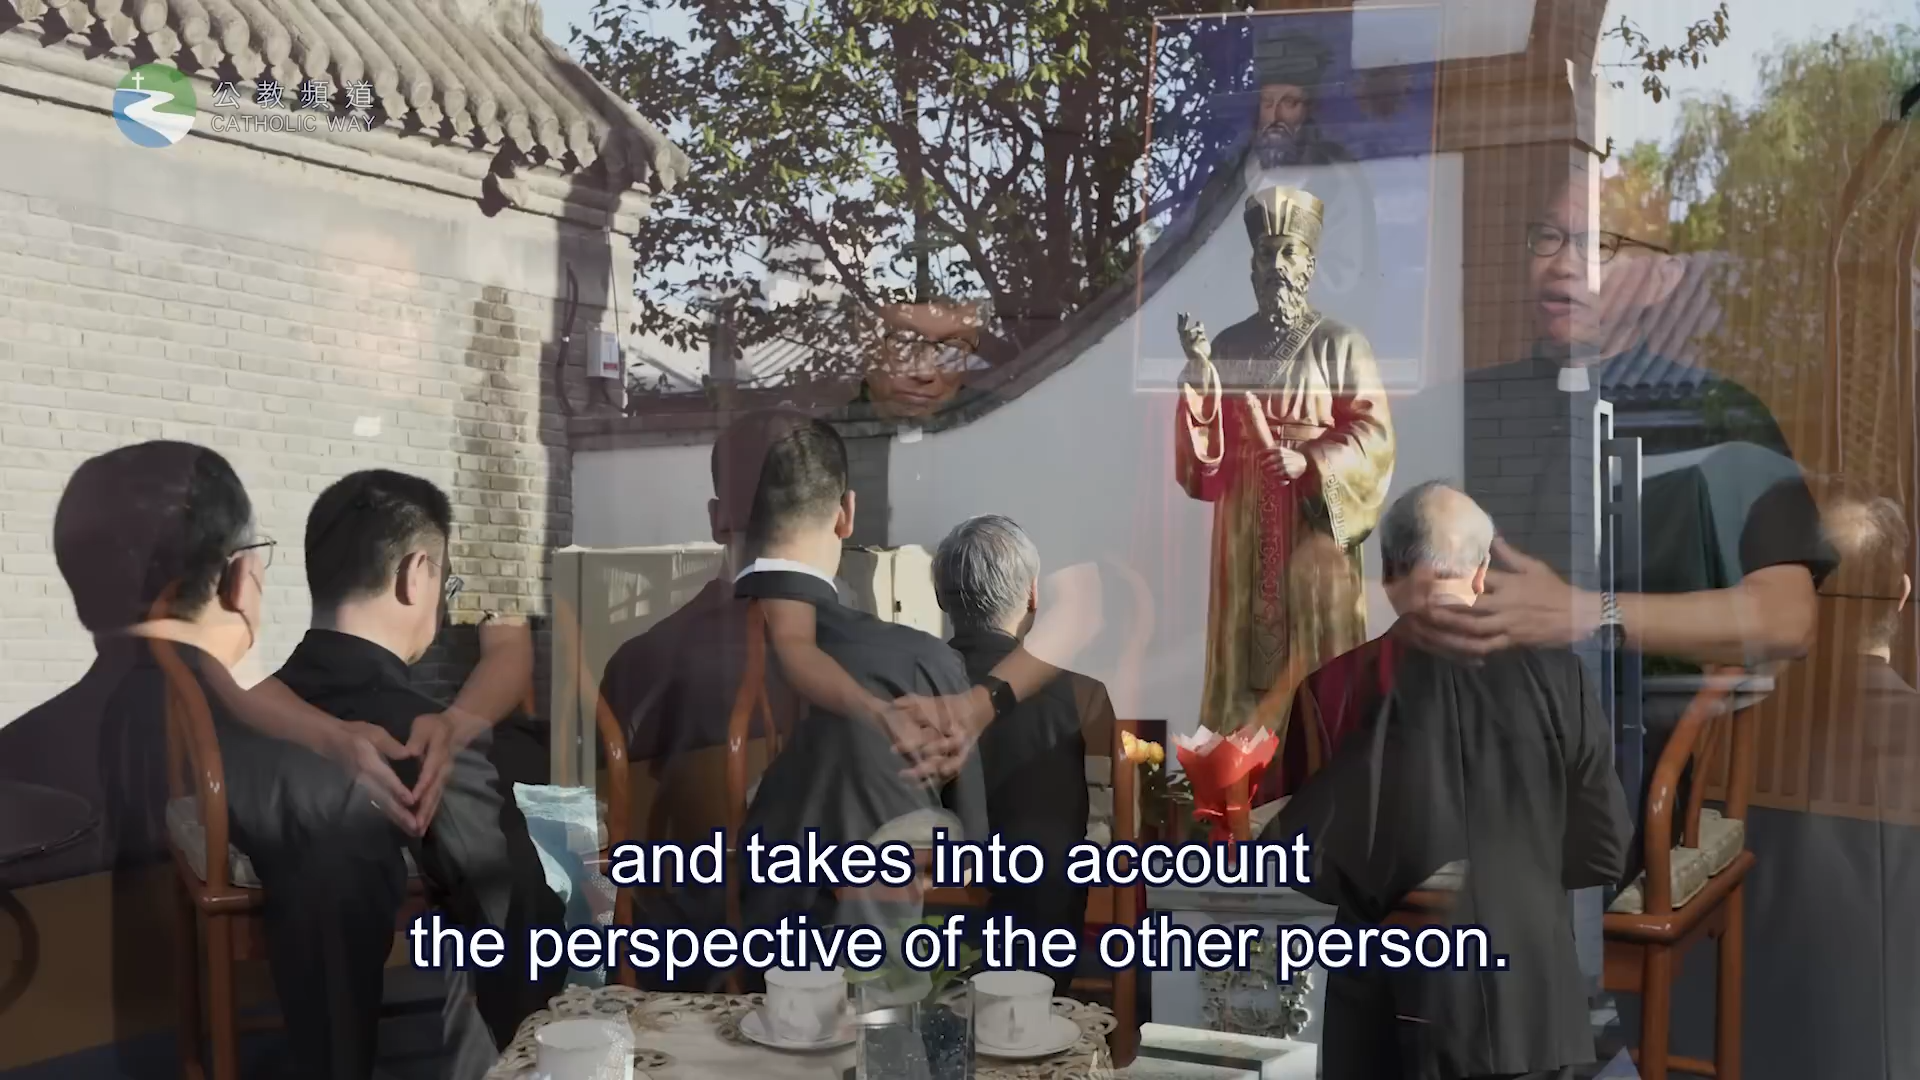 公教頻道
CATHOLIC WAY
and takes into account
the perspective of the other person.